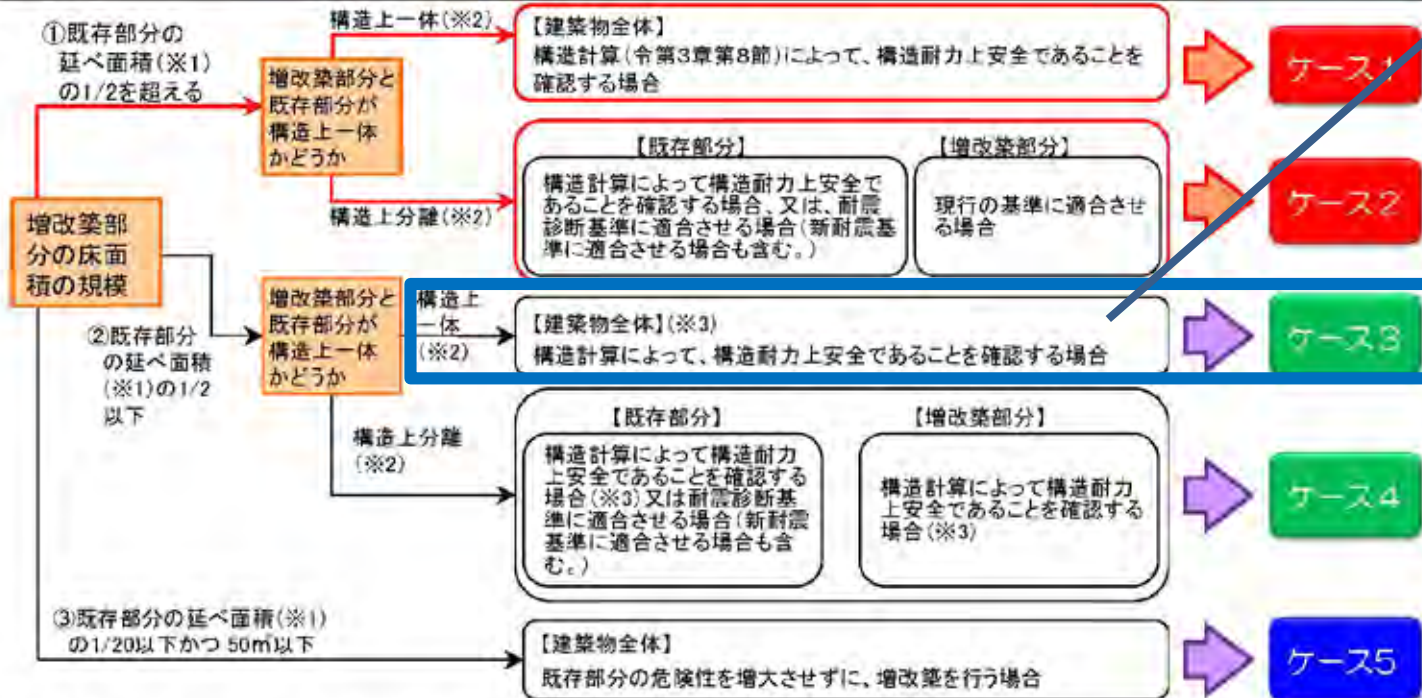 ①既存部分の
延べ面積(※1)
の1/2を超える
増改築部
分の床面
積の規模
増改築部分と
既存部分が
構造上一体
かどうか
構造上一体(※2)
【建築物全体】
構造計算(令第3章第8節)によって、構造耐力上安全であることを
確認する場合
ケース1
構造上分離(※2)
【既存部分】
構造計算によって構造耐力上安全で
あることを確認する場合、又は、耐震
診断基準に適合させる場合(新耐震基
準に適合させる場合も含む。)
【増改築部分】
現行の基準に適合させ
る場合
ケース2
②既存部分
の延べ面積
(※1)の1/2
以下
増改築部分と
既存部分が
構造上一体
かどうか
構造上
一体
(※2)
【建築物全体】(※3)
構造計算によって、構造耐力上安全であることを確認する場合
ケース3
構造上分離
(※2)
【既存部分】
構造計算によって構造耐力
上安全であることを確認する
場合(※3)又は耐震診断基
準に適合させる場合(新耐震
基準に適合させる場合も含
む。)
【増改築部分】
構造計算によって構造耐力
上安全であることを確認する
場合(※3)
ケース4
③既存部分の延べ面積(※1)
の1/20以下かつ 50㎡以下
【建築物全体】
既存部分の危険性を増大させずに、増改築を行う場合
ケース5